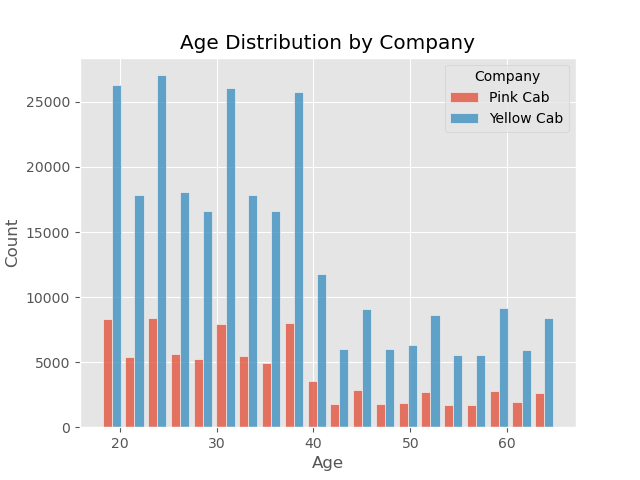 Age Distribution by Company
Company
Pink Cab
Yellow Cab
25000
20000
15000
10000
5000
0
Count
20 30 40 50 60
Age